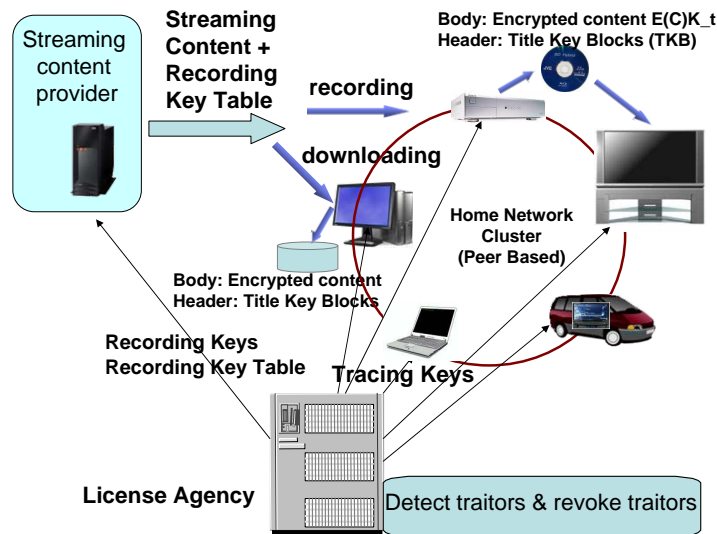 Streaming
content
provider
Streaming
Content +
Recording
Key Table
recording
downloading
Body: Encrypted content E(C)K_t
Header: Title Key Blocks (TKB)
JVC
Home Network
Cluster
(Peer Based)
Body: Encrypted content
Header: Title Key Blocks
Recording Keys
Recording Key Table
Tracing Keys
License Agency
Detect traitors & revoke traitors